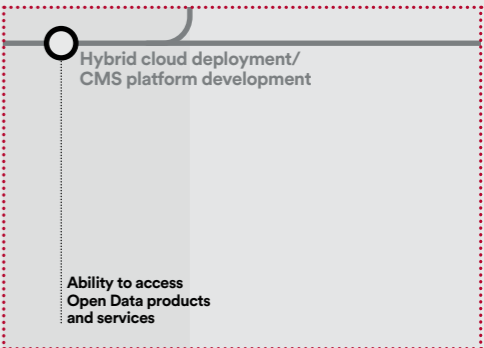 Hybrid cloud deployment/
CMS platform development
Ability to access
Open Data products
and services